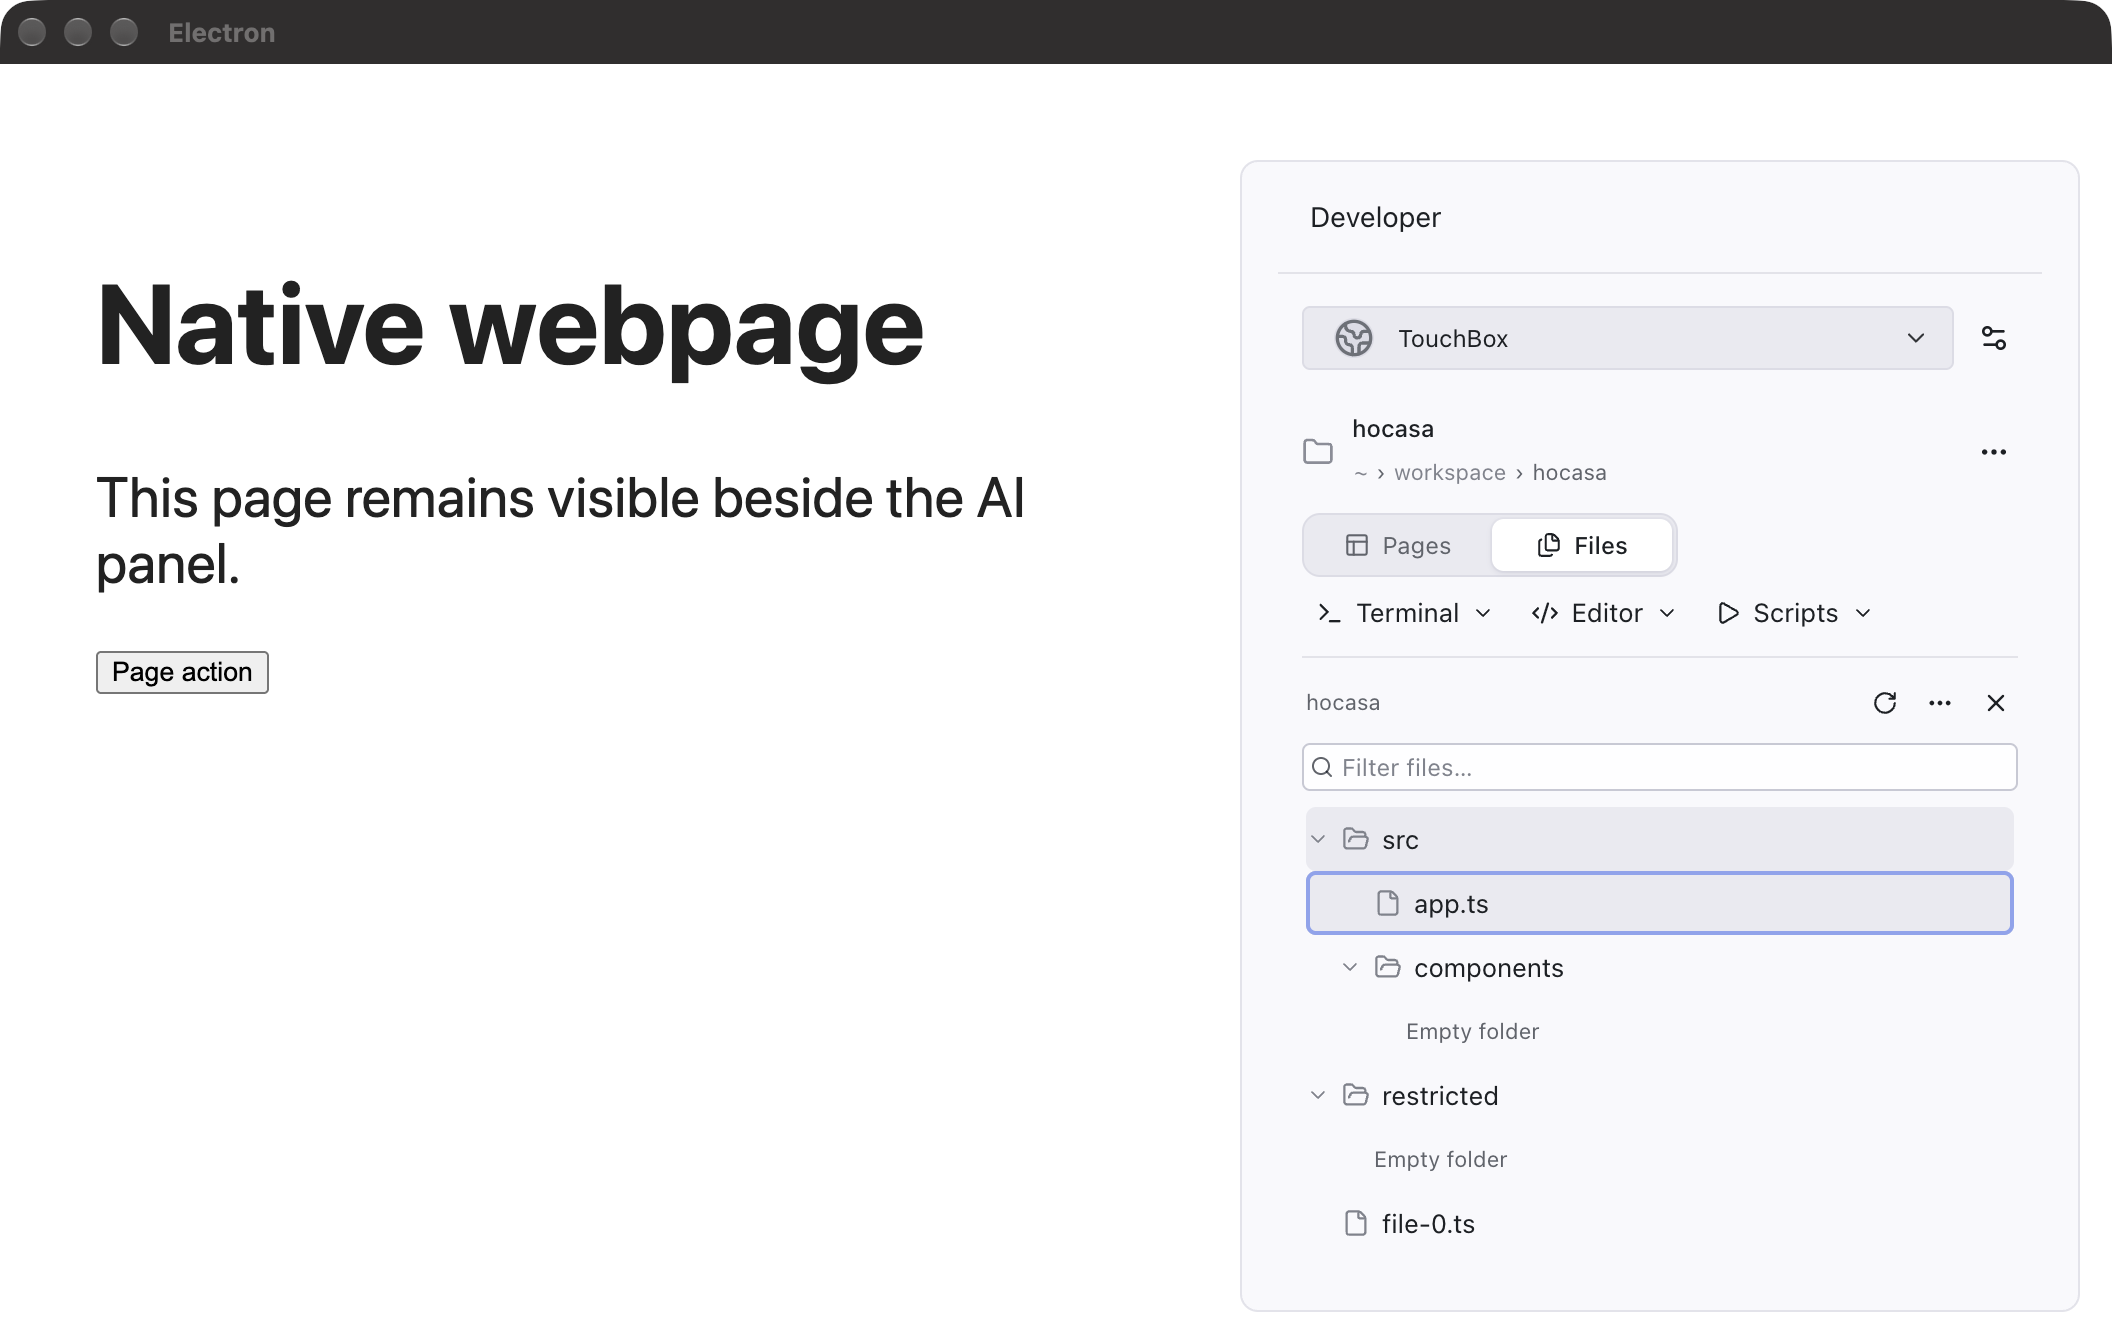 Electron
Native webpage
This page remains visible beside the AI
panel.
Page action
Developer
TouchBox
hocasa
~ › workspace › hocasa
Pages Files
Terminal Editor Scripts
hocasa
Filter files...
src
app.ts
components
Empty folder
restricted
Empty folder
file-0.ts